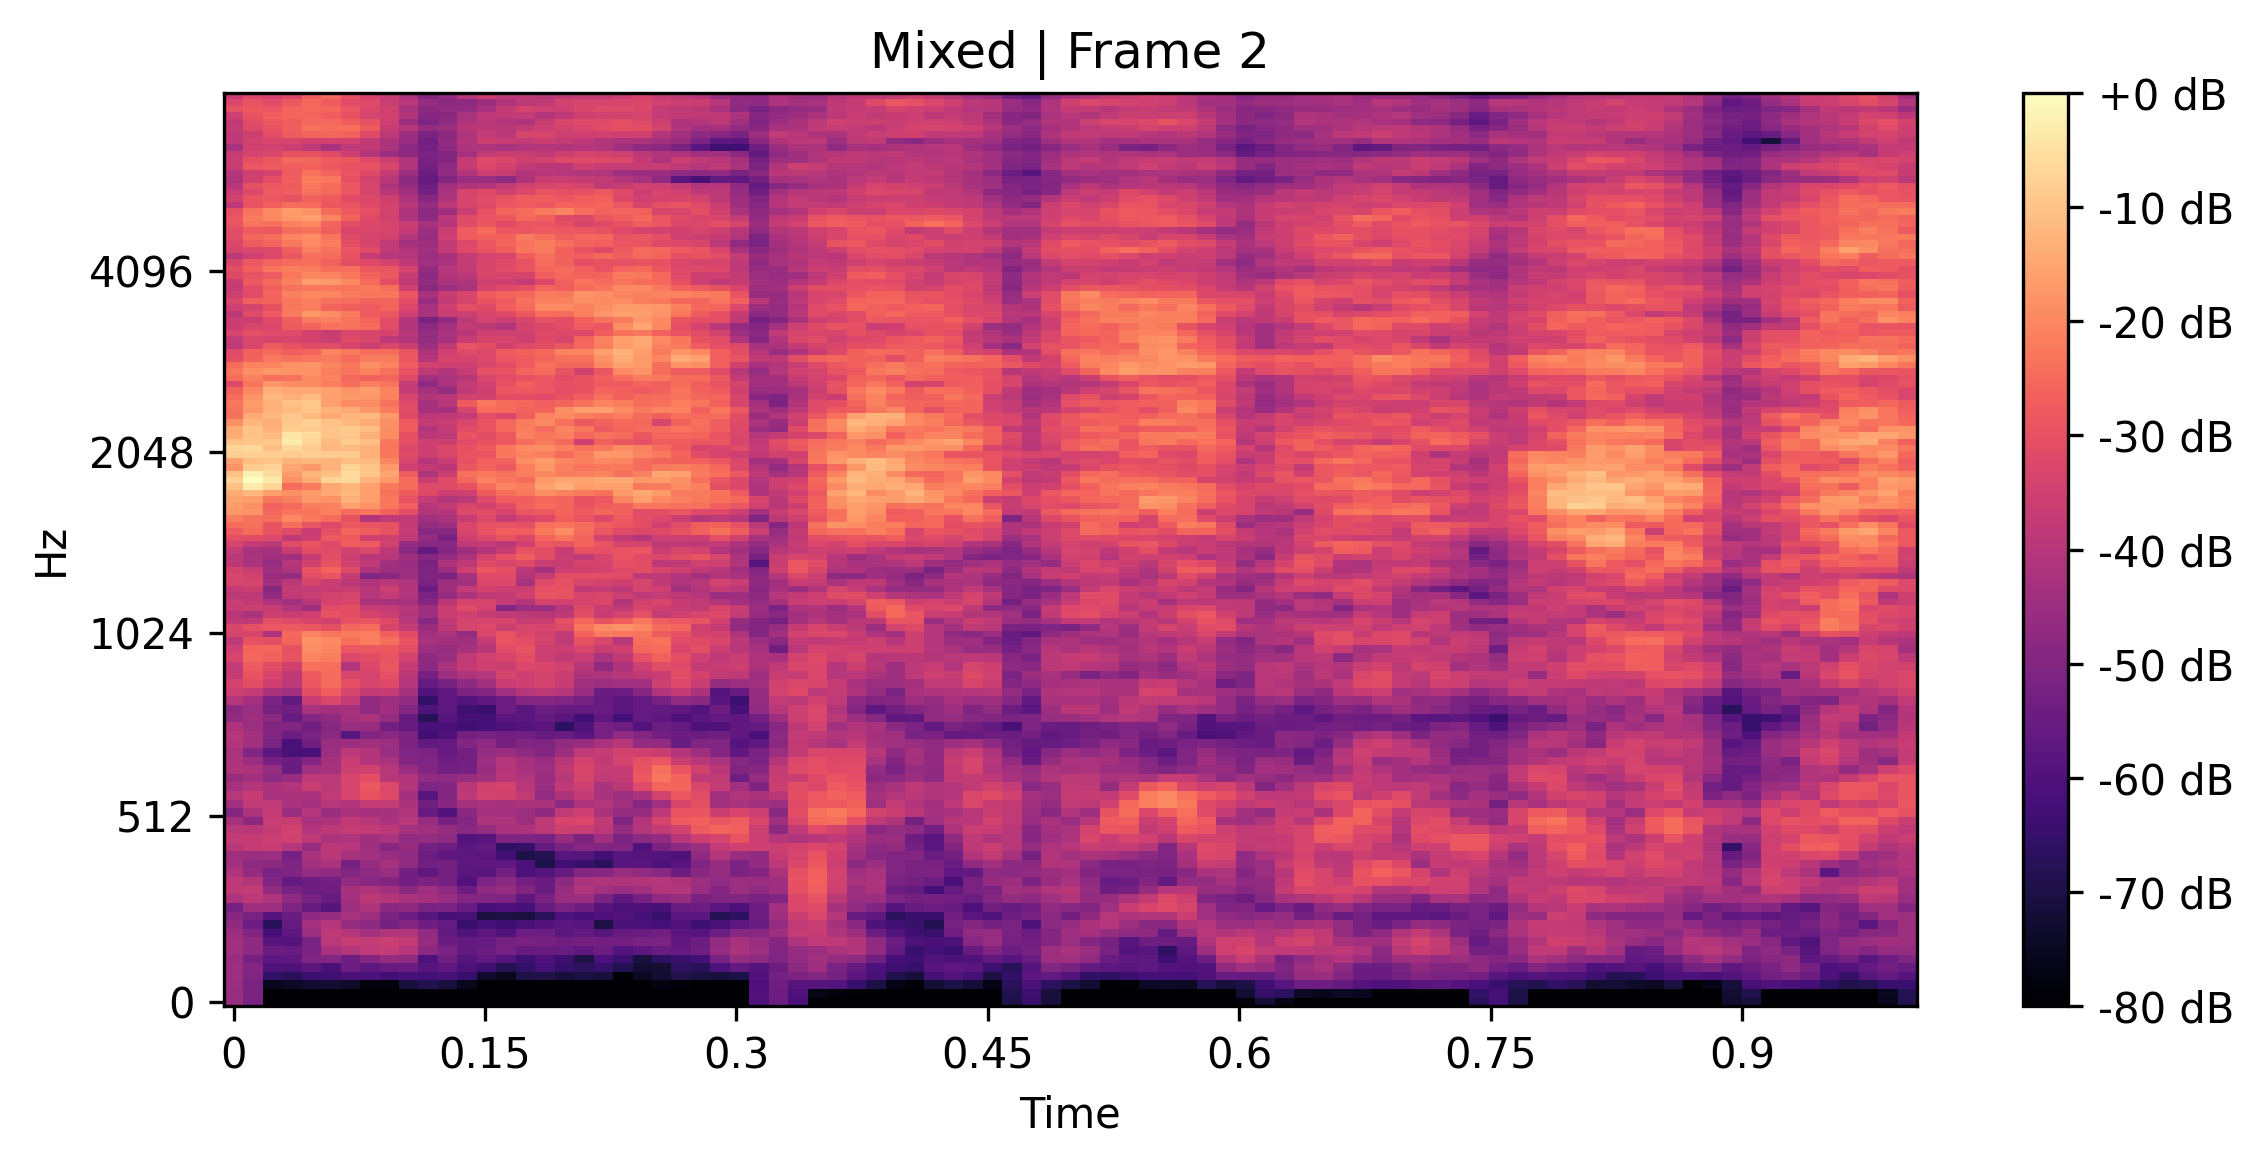 Mixed | Frame 2
Hz
4096
2048
1024
512
0
0 0.15 0.3 0.45 0.6 0.75 0.9
Time
+0 dB
-10 dB
-20 dB
-30 dB
-40 dB
-50 dB
-60 dB
-70 dB
-80 dB